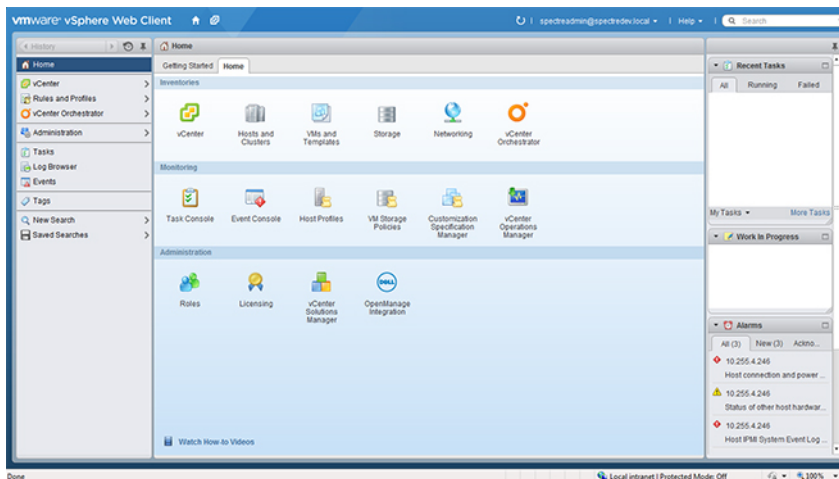 vmware® vSphere Web Client
spectreadmin@spectredev.local
Help
Search
History
Home
vCenter
Rules and Profiles
vCenter Orchestrator
Administration
Tasks
Log Browser
Events
Tags
New Search
Saved Searches
Home
Getting Started Home
Inventories
vCenter
Hosts and
Clusters
VMs and
Templates
Storage
Networking
vCenter
Orchestrator
Monitoring
Task Console
Event Console
Host Profiles
VM Storage
Policies
Customization
Specification
Manager
vCenter
Operations
Manager
Administration
Roles
Licensing
vCenter
Solutions
Manager
DELL
OpenManage
Integration
Watch How-to Videos
Recent Tasks
All Running Failed
My Tasks More Tasks
Work In Progress
Alarms
All (3) New (3) Ackno...
10.255.4.246
Host connection and power ...
10.255.4.246
Status of other host hardwar...
10.255.4.246
Host IPMI System Event Log ...
Done
Local intranet | Protected Mode: Off
100%